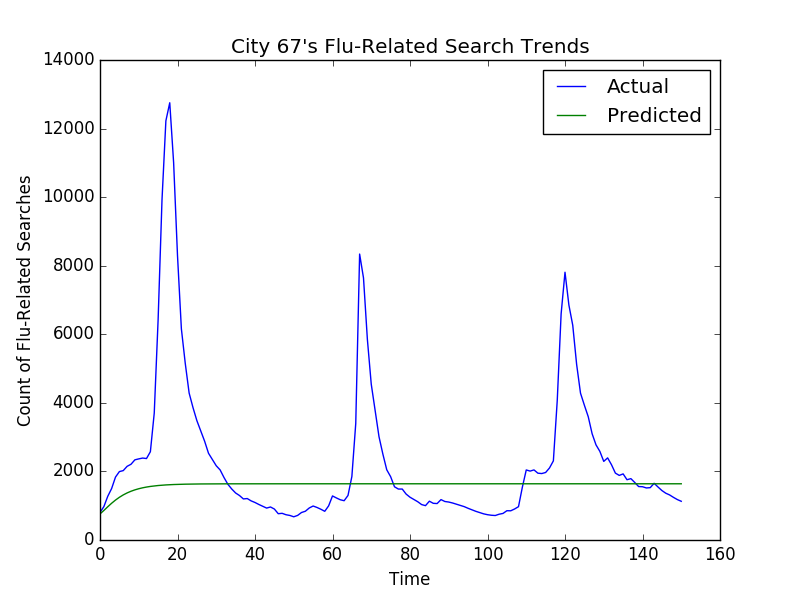 City 67's Flu-Related Search Trends
14000
12000
10000
8000
6000
4000
2000
0
Count of Flu-Related Searches
Actual
Predicted
0 20 40 60 80 100 120 140 160
Time